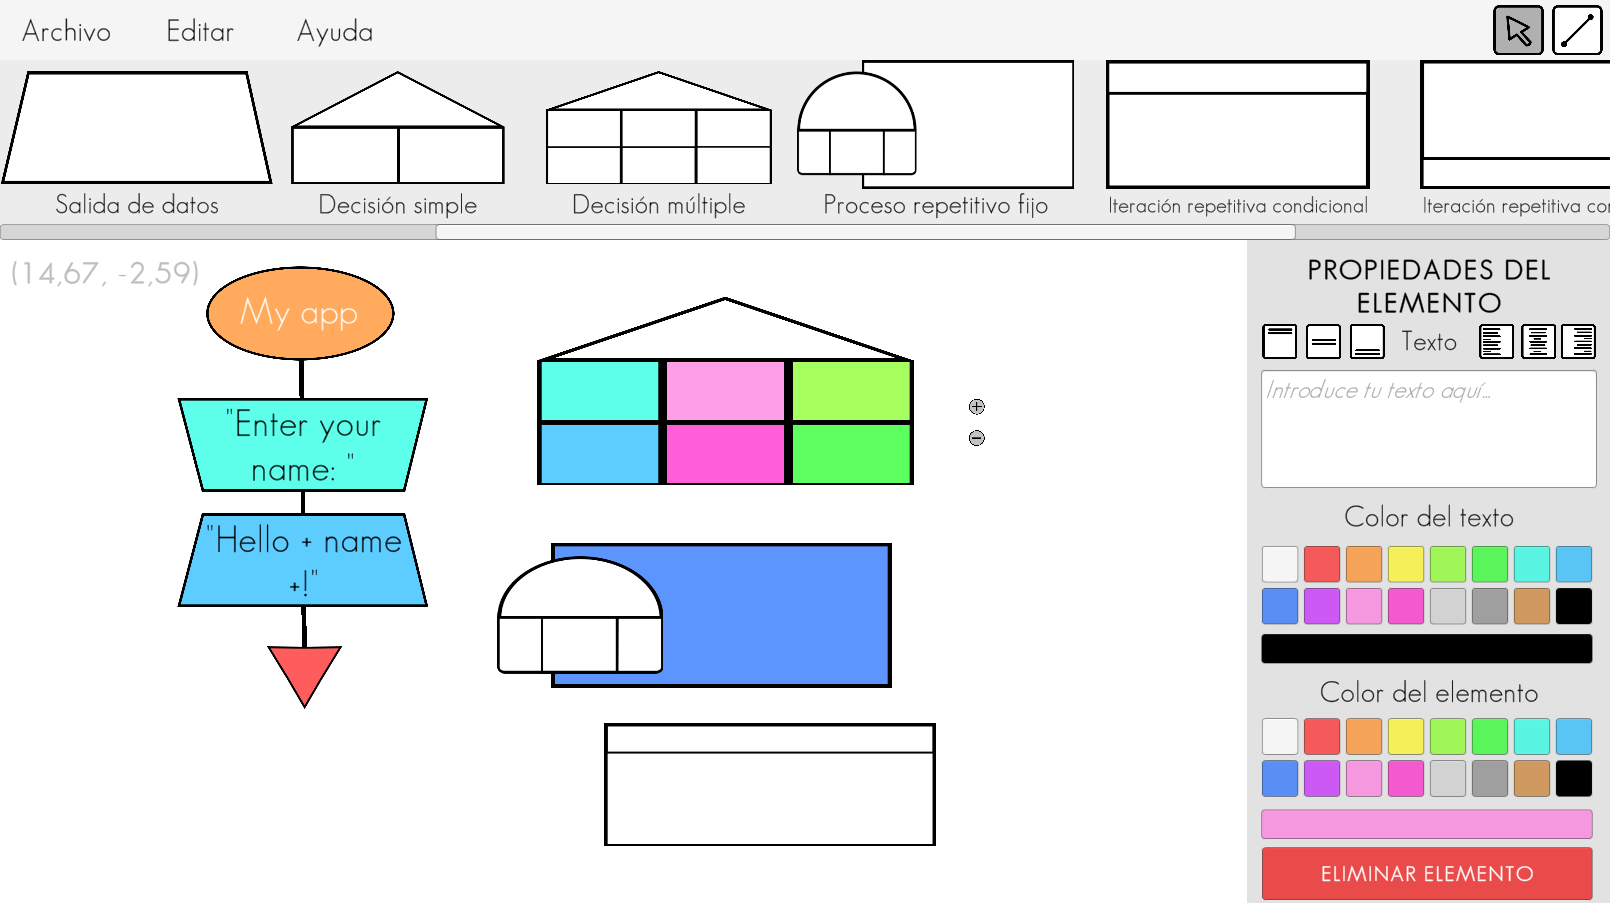 Archivo Editar Ayuda
Salida de datos
Decisión simple
Decisión múltiple
Proceso repetitivo fijo
Iteración repetitiva condicional
Iteración repetitiva co
(14,67, -2,59)
My app
"Enter your
name: "
"Hello + name
+!"
PROPIEDADES DEL
ELEMENTO
Texto
Introduce tu texto aquí...
Color del texto
Color del elemento
ELIMINAR ELEMENTO